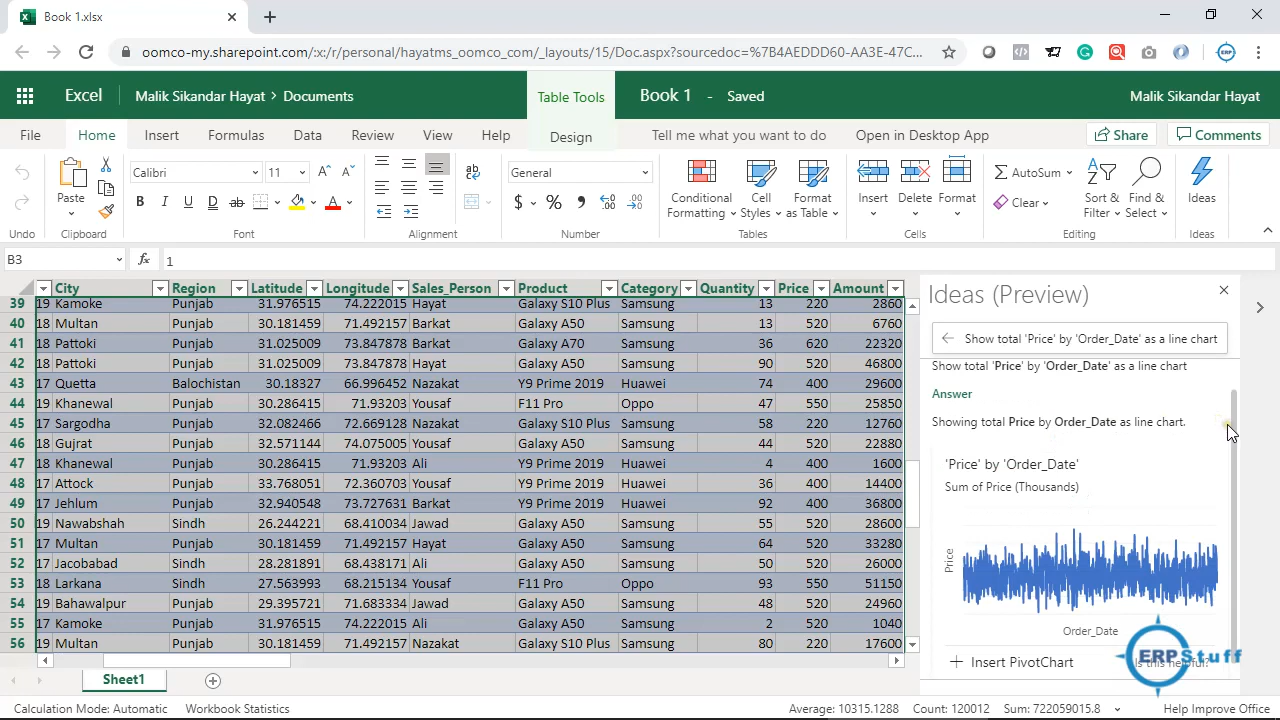 Book 1.xlsx
oomco-my.sharepoint.com/:x:/r/personal/hayatms_oomco_com/_layouts/15/Doc.aspx?sourcedoc=%7B4AEDDD60-AA3E-47C...
Excel Malik Sikandar Hayat > Documents Table Tools Book 1 - Saved Malik Sikandar Hayat
File Home Insert Formulas Data Review View Help Design Tell me what you want to do Open in Desktop App Share Comments
Calibri 11 General AutoSum
Paste Conditional Formatting Cell Styles Format as Table Insert Delete Format Clear Sort & Filter Find & Select Ideas
Undo Clipboard Font Alignment Number Tables Cells Editing Ideas
B3 fx 1
City Region Latitude Longitude Sales_Person Product Category Quantity Price Amount
39 19 Kamoke Punjab 31.976515 74.222015 Hayat Galaxy S10 Plus Samsung 13 220 2860
40 18 Multan Punjab 30.181459 71.492157 Barkat Galaxy A50 Samsung 13 520 6760
41 18 Pattoki Punjab 31.025009 73.847878 Barkat Galaxy A70 Samsung 36 620 22320
42 18 Pattoki Punjab 31.025009 73.847878 Hayat Galaxy A50 Samsung 90 520 46800
43 17 Quetta Balochistan 30.18327 66.996452 Nazakat Y9 Prime 2019 Huawei 74 400 29600
44 19 Khanewal Punjab 30.286415 71.93203 Yousaf F11 Pro Oppo 47 550 25850
45 17 Sargodha Punjab 32.082466 72.669128 Nazakat Galaxy S10 Plus Samsung 58 220 12760
46 18 Gujrat Punjab 32.571144 74.075005 Yousaf Galaxy A50 Samsung 44 520 22880
47 18 Khanewal Punjab 30.286415 71.93203 Ali Y9 Prime 2019 Huawei 4 400 1600
48 17 Attock Punjab 33.768051 72.360703 Yousaf Y9 Prime 2019 Huawei 36 400 14400
49 17 Jehlum Punjab 32.940548 73.727631 Barkat Y9 Prime 2019 Huawei 92 400 36800
50 19 Nawabshah Sindh 26.244221 68.410034 Jawad Galaxy A50 Samsung 55 520 28600
51 17 Multan Punjab 30.181459 71.492157 Hayat Galaxy A50 Samsung 64 520 33280
52 17 Jacobabad Sindh 28.281891 68.438171 Ali Galaxy A50 Samsung 50 520 26000
53 18 Larkana Sindh 27.563993 68.215134 Yousaf F11 Pro Oppo 93 550 51150
54 19 Bahawalpur Punjab 29.395721 71.683334 Jawad Galaxy A50 Samsung 48 520 24960
55 17 Kamoke Punjab 31.976515 74.222015 Ali Galaxy A50 Samsung 2 520 1040
56 19 Multan Punjab 30.181459 71.492157 Nazakat Galaxy S10 Plus Samsung 80 220 17600
Ideas (Preview)
Show total 'Price' by 'Order_Date' as a line chart
Show total 'Price' by 'Order_Date' as a line chart
Answer
Showing total Price by Order_Date as line chart.
'Price' by 'Order_Date'
Sum of Price (Thousands)
Price
Order_Date
Insert PivotChart Is this helpful?
ERPStuff
Sheet1
Calculation Mode: Automatic Workbook Statistics Average: 10315.1288 Count: 120012 Sum: 722059015.8 Help Improve Office